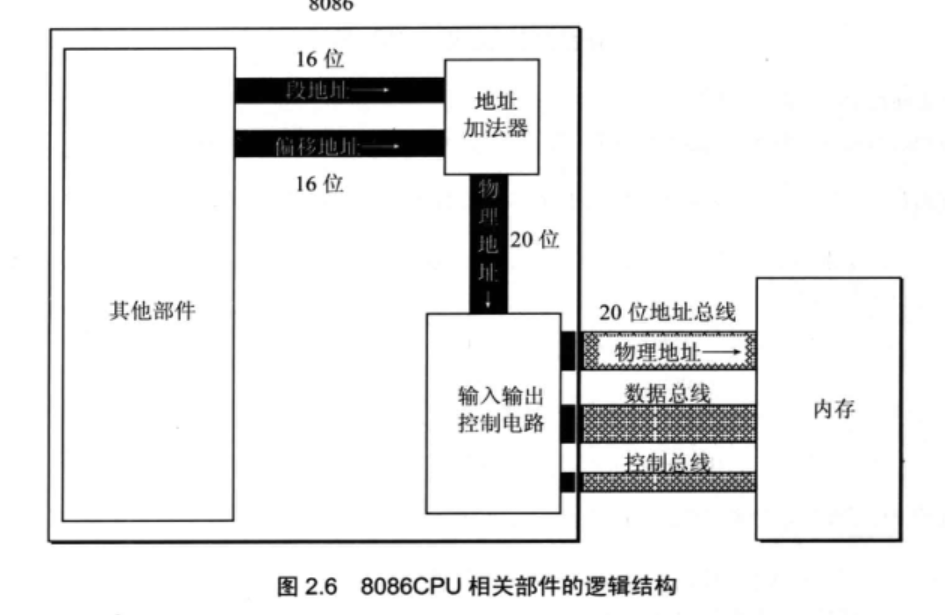 8086
16 位
段地址
地址
加法器
偏移地址
16 位
物
理
地
址
20 位
其他部件
20 位地址总线
物理地址
输入输出
控制电路
数据总线
内存
控制总线
图 2.6 8086CPU 相关部件的逻辑结构